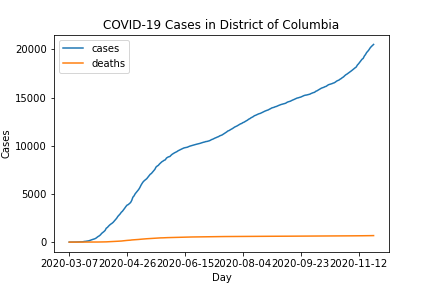 COVID-19 Cases in District of Columbia
cases
deaths
20000
15000
10000
5000
0
Cases
2020-03-07 2020-04-26 2020-06-15 2020-08-04 2020-09-23 2020-11-12
Day